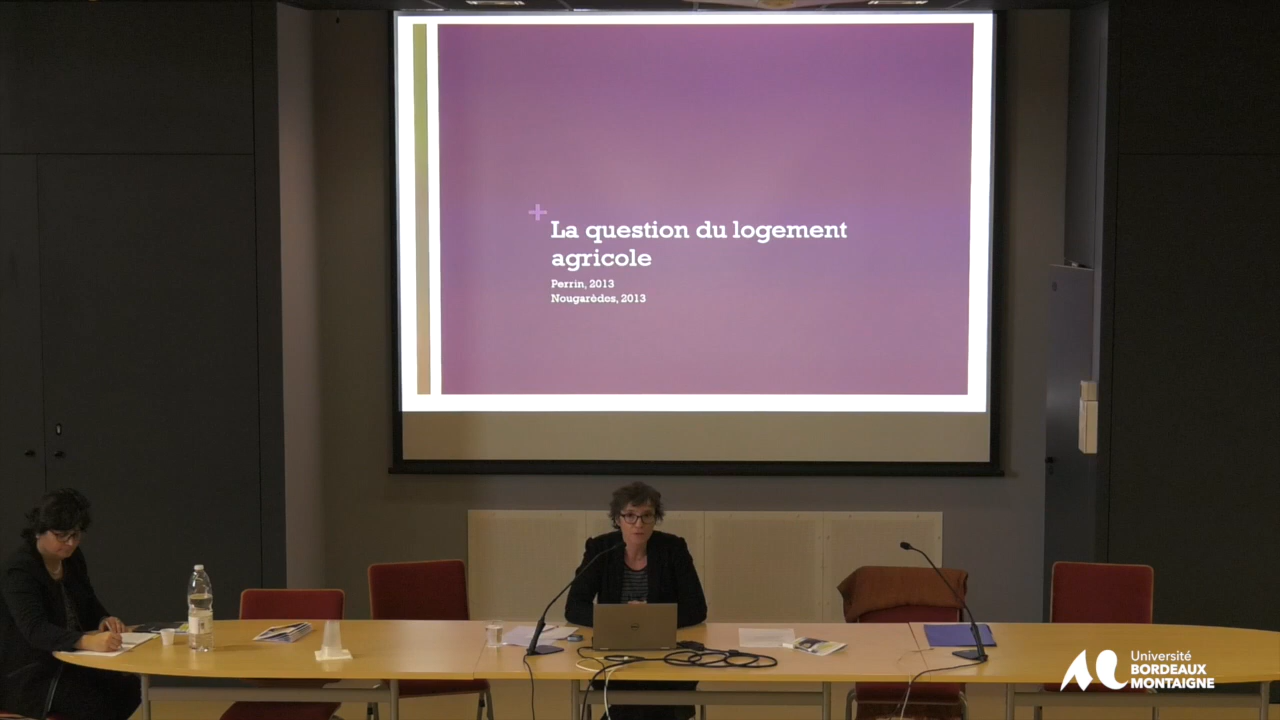 +
La question du logement
agricole
Perrin, 2013
Nougarèdes, 2013
Université
BORDEAUX
MONTAIGNE